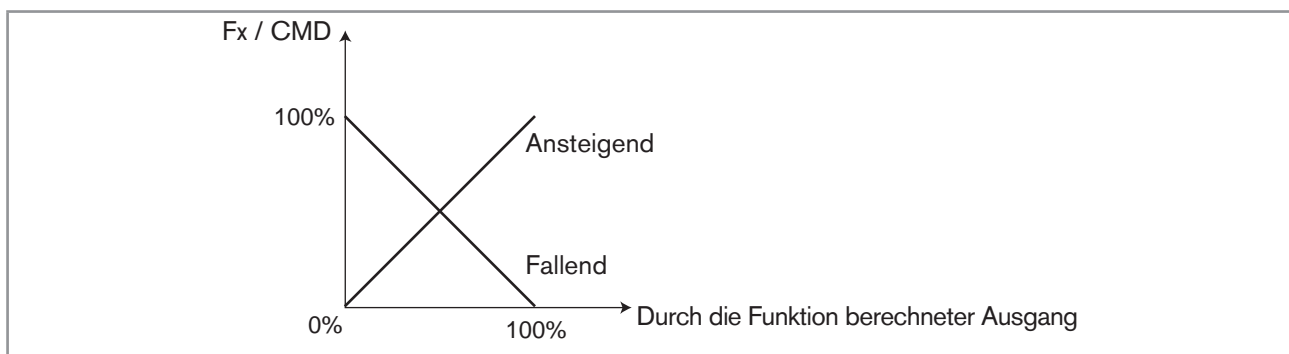 Fx / CMD
100%
Ansteigend
Fallend
0%
100%
Durch die Funktion berechneter Ausgang